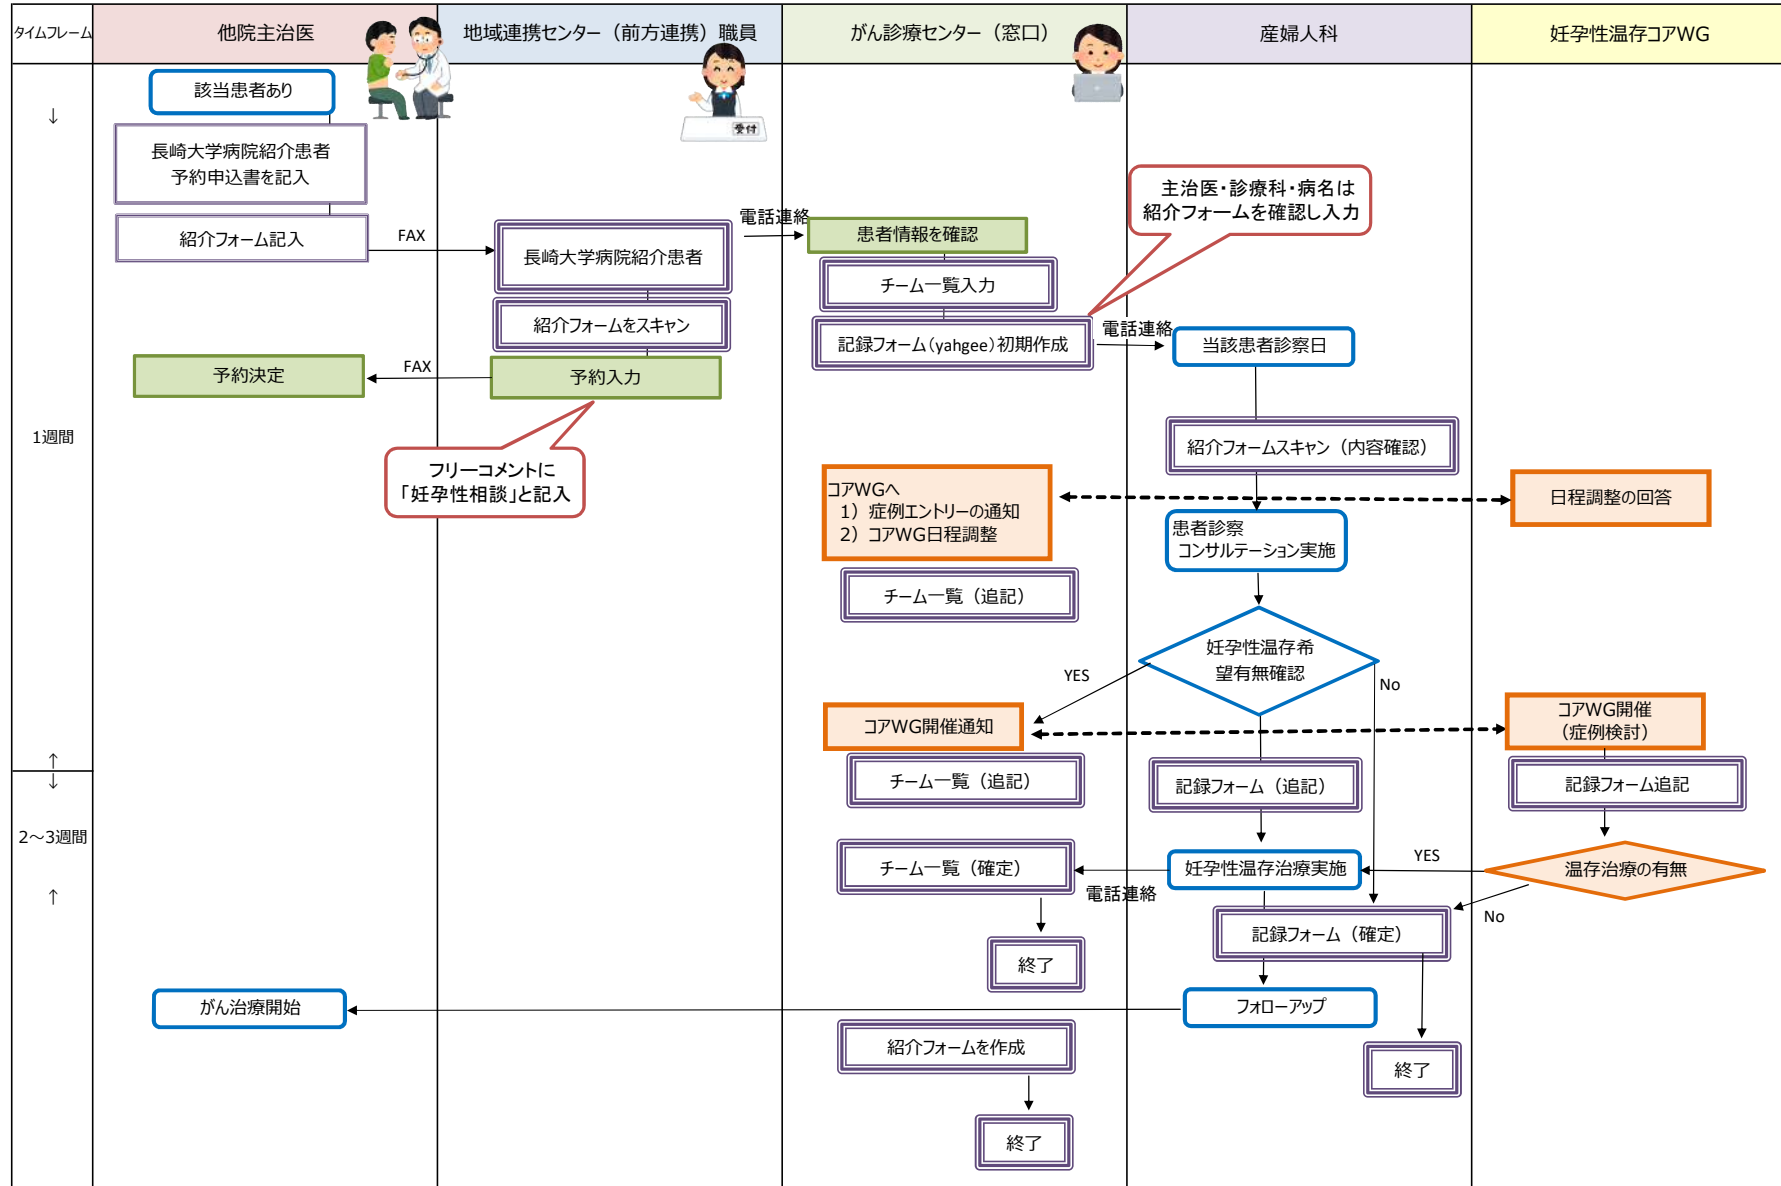 タイムフレーム
他院主治医
地域連携センター（前方連携）職員
がん診療センター（窓口）
産婦人科
妊孕性温存コアWG
↓
1週間
↑
↓
2～3週間
↑
該当患者あり
長崎大学病院紹介患者
予約申込書を記入
紹介フォーム記入
FAX
受付
長崎大学病院紹介患者
紹介フォームをスキャン
予約入力
FAX
予約決定
フリーコメントに
「妊孕性相談」と記入
電話連絡
患者情報を確認
チーム一覧入力
記録フォーム（yahgee）初期作成
主治医・診療科・病名は
紹介フォームを確認し入力
電話連絡
当該患者診察日
紹介フォームスキャン（内容確認）
コアWGへ
1）症例エントリーの通知
2）コアWG日程調整
日程調整の回答
患者診察
コンサルテーション実施
チーム一覧（追記）
妊孕性温存希
望有無確認
YES
No
コアWG開催通知
コアWG開催
（症例検討）
チーム一覧（追記）
記録フォーム（追記）
記録フォーム追記
チーム一覧（確定）
電話連絡
妊孕性温存治療実施
YES
温存治療の有無
No
記録フォーム（確定）
終了
がん治療開始
フォローアップ
紹介フォームを作成
終了
終了